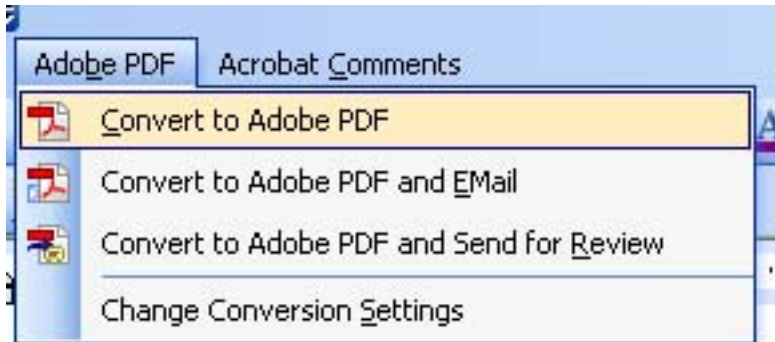 Adobe PDF Acrobat Comments
Convert to Adobe PDF
Convert to Adobe PDF and EMail
Convert to Adobe PDF and Send for Review
Change Conversion Settings